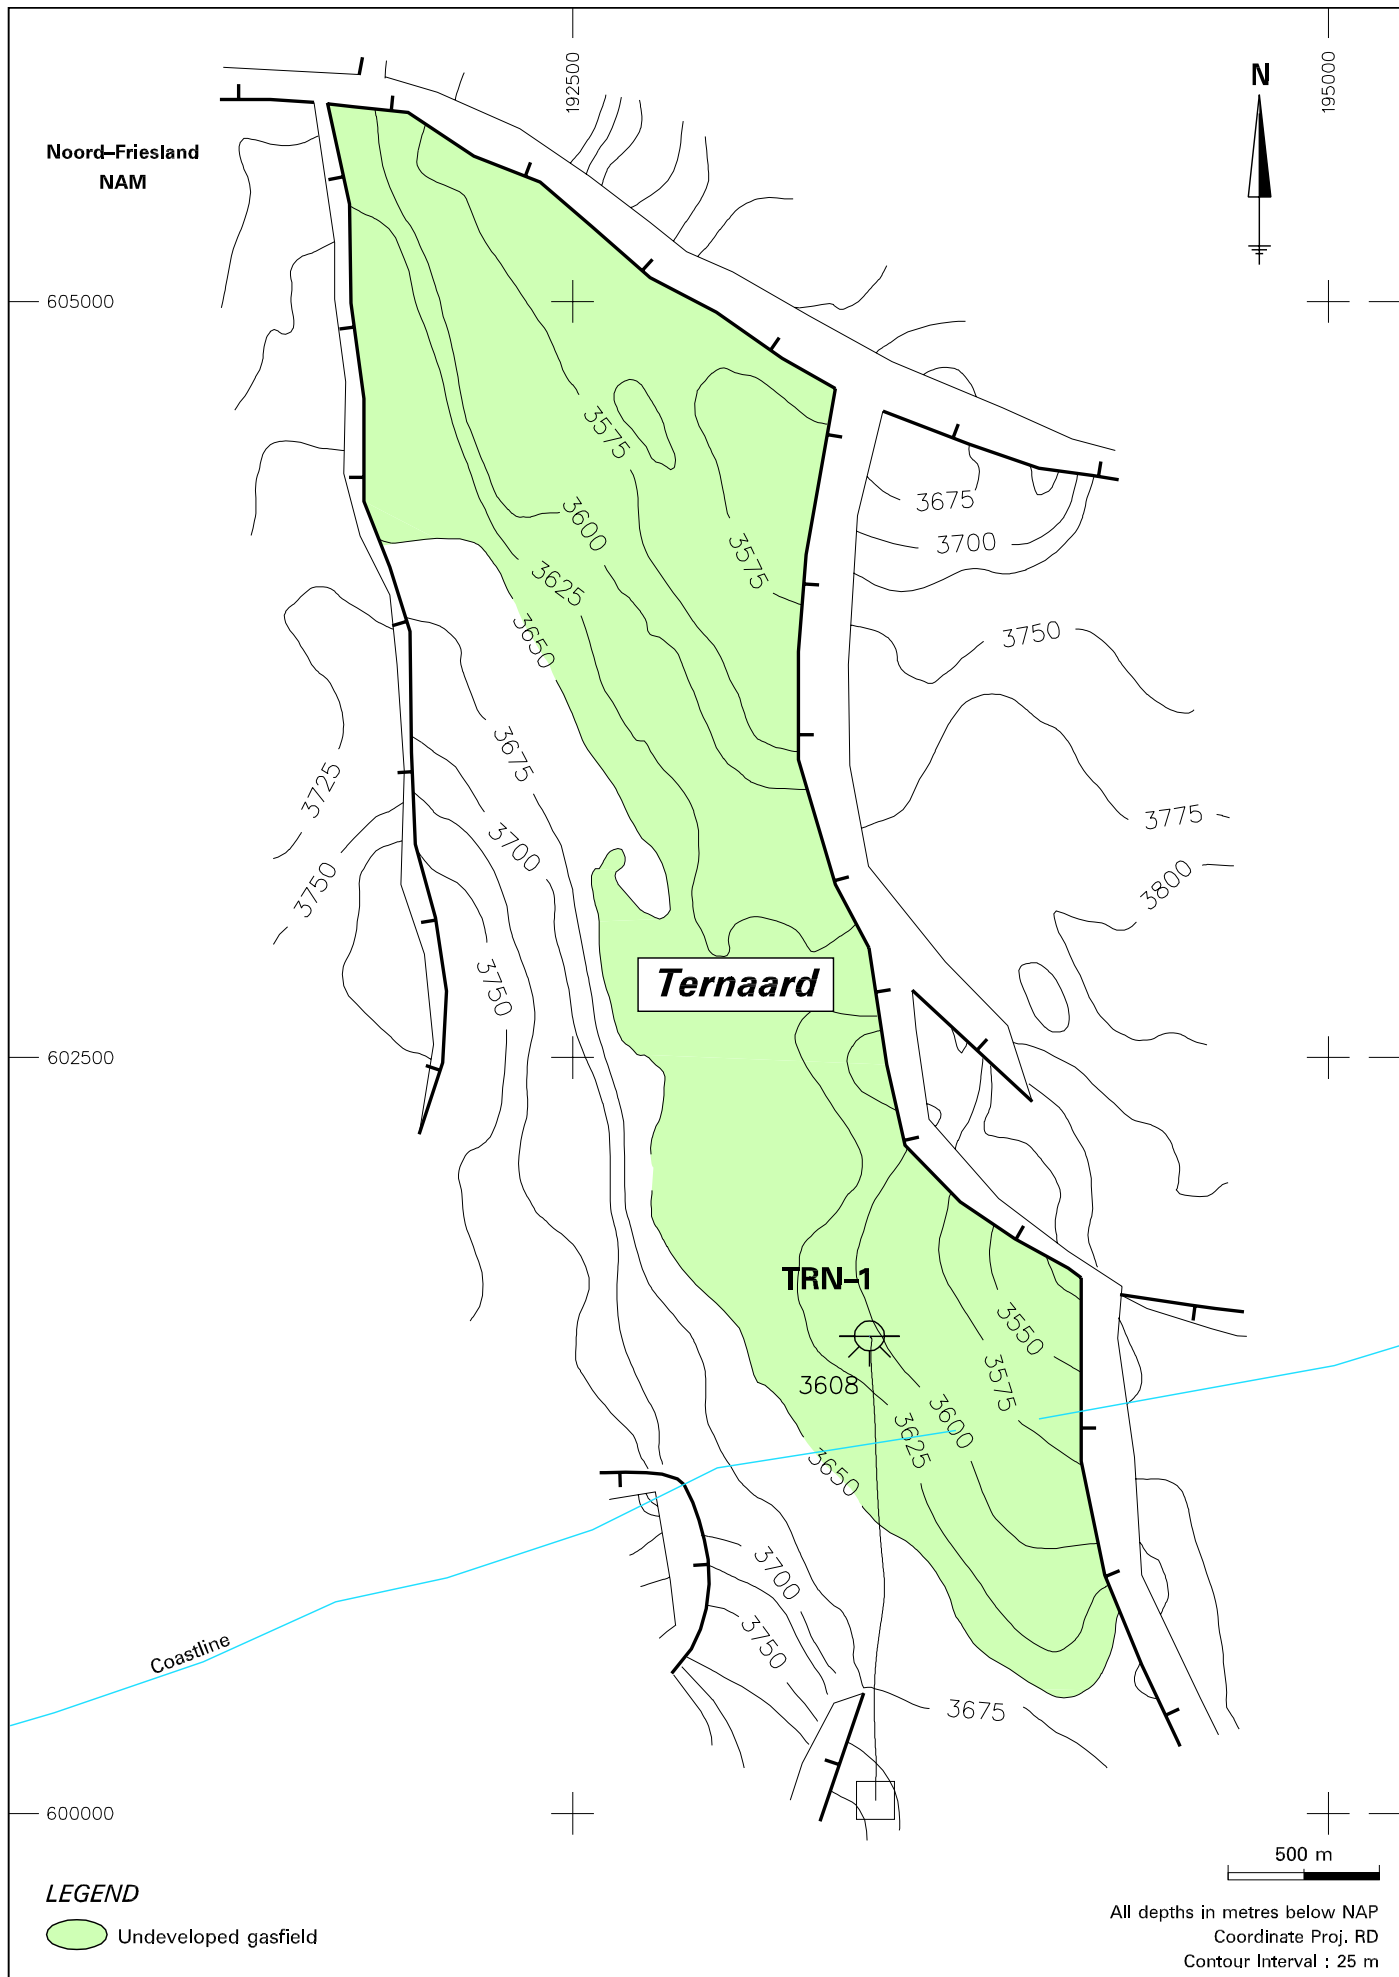 192500
195000
N
Noord–Friesland
NAM
605000
3575
3675
3600
3700
3575
3625
3650
3750
3675
3725
3775
3700
3750
3800
3750
Ternaard
602500
TRN–1
3550
3575
3608
3600
3625
3650
3700
3750
Coastline
3675
600000
500 m
LEGEND
Undeveloped gasfield
All depths in metres below NAP
Coordinate Proj. RD
Contour Interval : 25 m